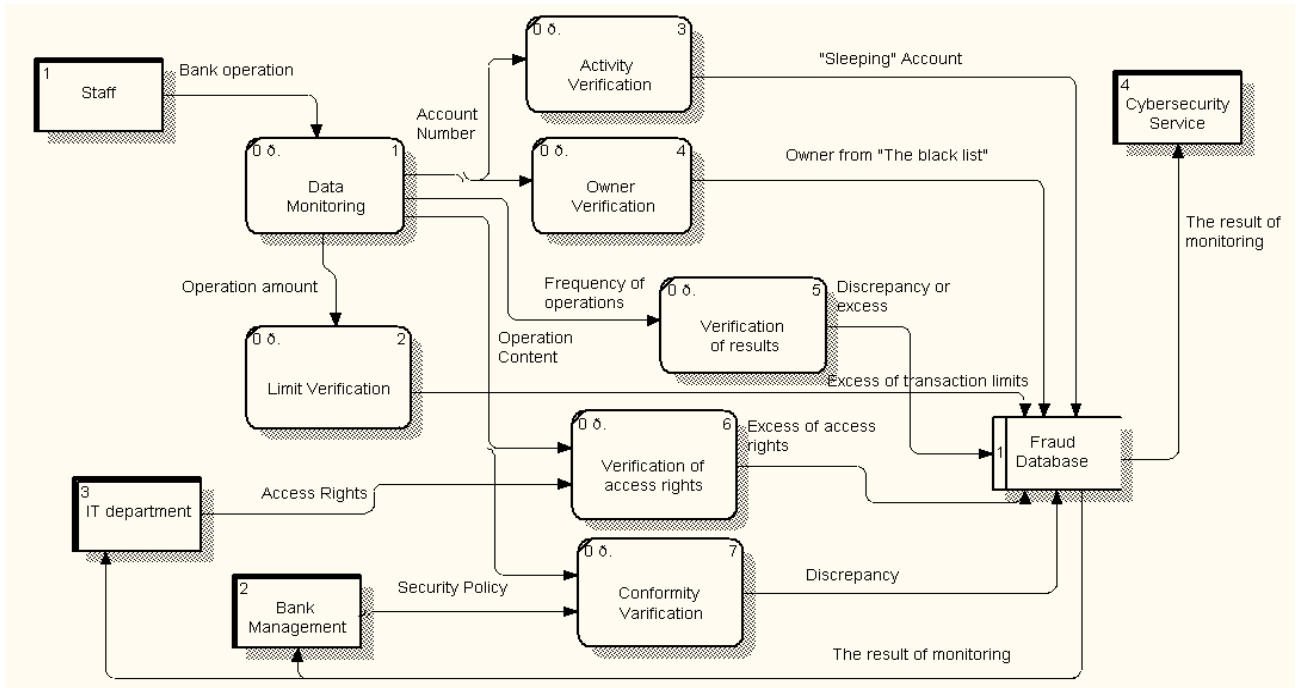 0 ð.
3
Activity
Verification
"Sleeping" Account
1
Staff
Bank operation
4
Cybersecurity
Service
Account
Number
0 ð.
1
Data
Monitoring
0 ð.
4
Owner
Verification
Owner from "The black list"
The result of
monitoring
Operation amount
Frequency of
operations
0 ð.
5
Verification
of results
Discrepancy or
excess
Operation
Content
0 ð.
2
Limit Verification
Excess of transaction limits
0 ð.
6
Verification of
access rights
Excess of access
rights
1
Fraud
Database
3
IT department
Access Rights
0 ð.
7
Conformity
Varification
Discrepancy
2
Bank
Management
Security Policy
The result of monitoring